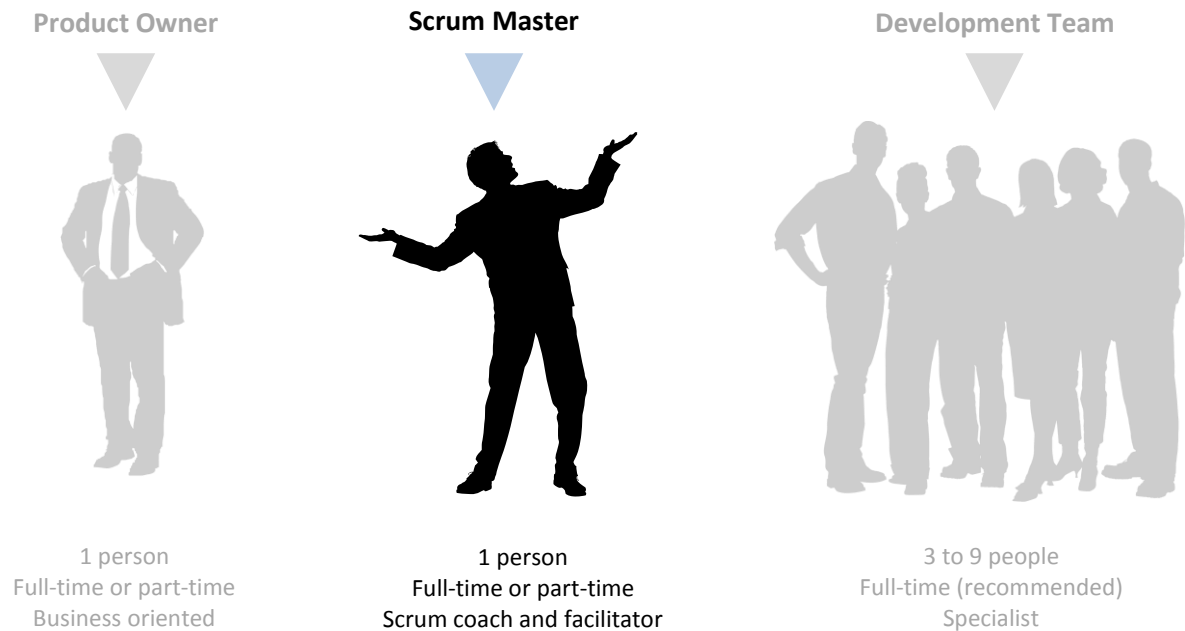 Product Owner
Scrum Master
Development Team
1 person
Full-time or part-time
Business oriented
1 person
Full-time or part-time
Scrum coach and facilitator
3 to 9 people
Full-time (recommended)
Specialist